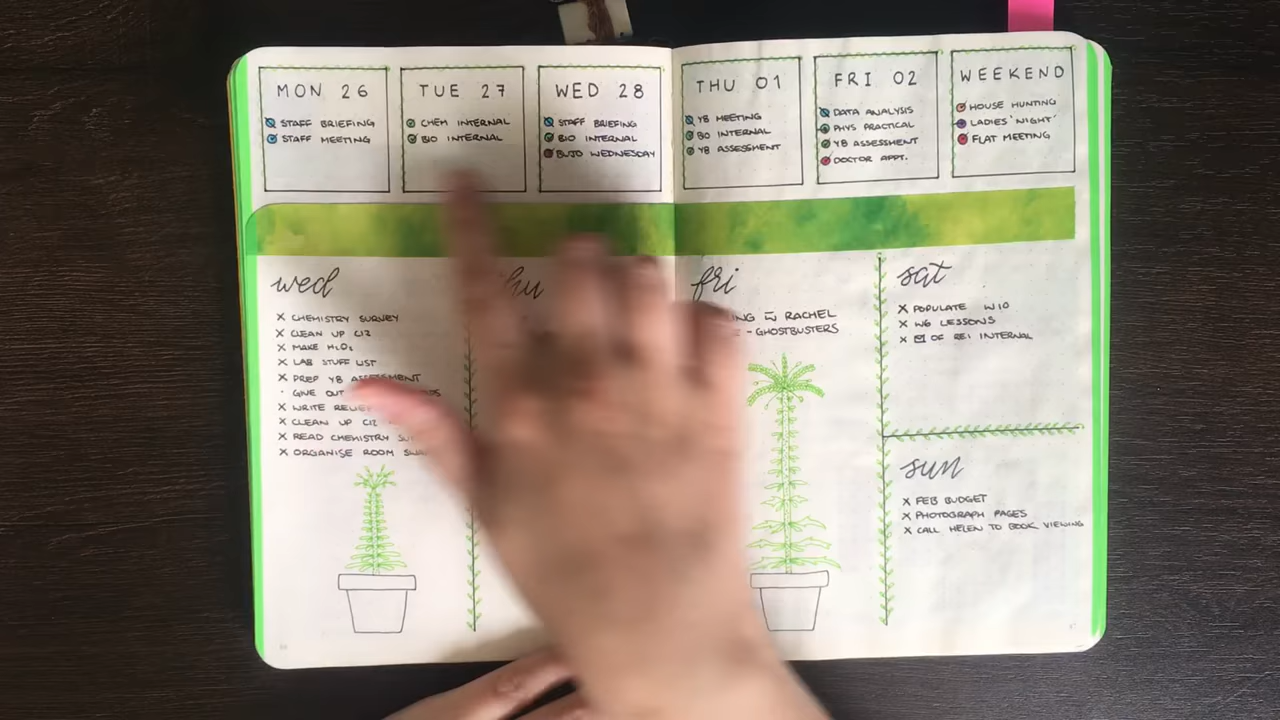 MON 26
STAFF BRIEFING
STAFF MEETING
TUE 27
CHEM INTERNAL
BIO INTERNAL
WED 28
STAFF BRIEFING
BIO INTERNAL
BUJO WEDNESDAY
THU 01
Y8 MEETING
BO INTERNAL
Y8 ASSESSMENT
FRI 02
DATA ANALYSIS
PHYS PRACTICAL
Y8 ASSESSMENT
DOCTOR APPT.
WEEKEND
HOUSE HUNTING
LADIES' NIGHT
FLAT MEETING
wed
X CHEMISTRY SURVEY
X CLEAN UP C12
X MAKE H2O2
X LAB STUFF LIST
X PREP Y8 ASSESSMENT
· GIVE OUT
X WRITE RELIEF
X CLEAN UP C12
X READ CHEMISTRY
X ORGANISE ROOM
fri
RACHEL
- GHOSTBUSTERS
sat
X POPULATE W10
X W6 LESSONS
X OF RE1 INTERNAL
sun
X FEB BUDGET
X PHOTOGRAPH PAGES
X CALL HELEN TO BOOK VIEWING